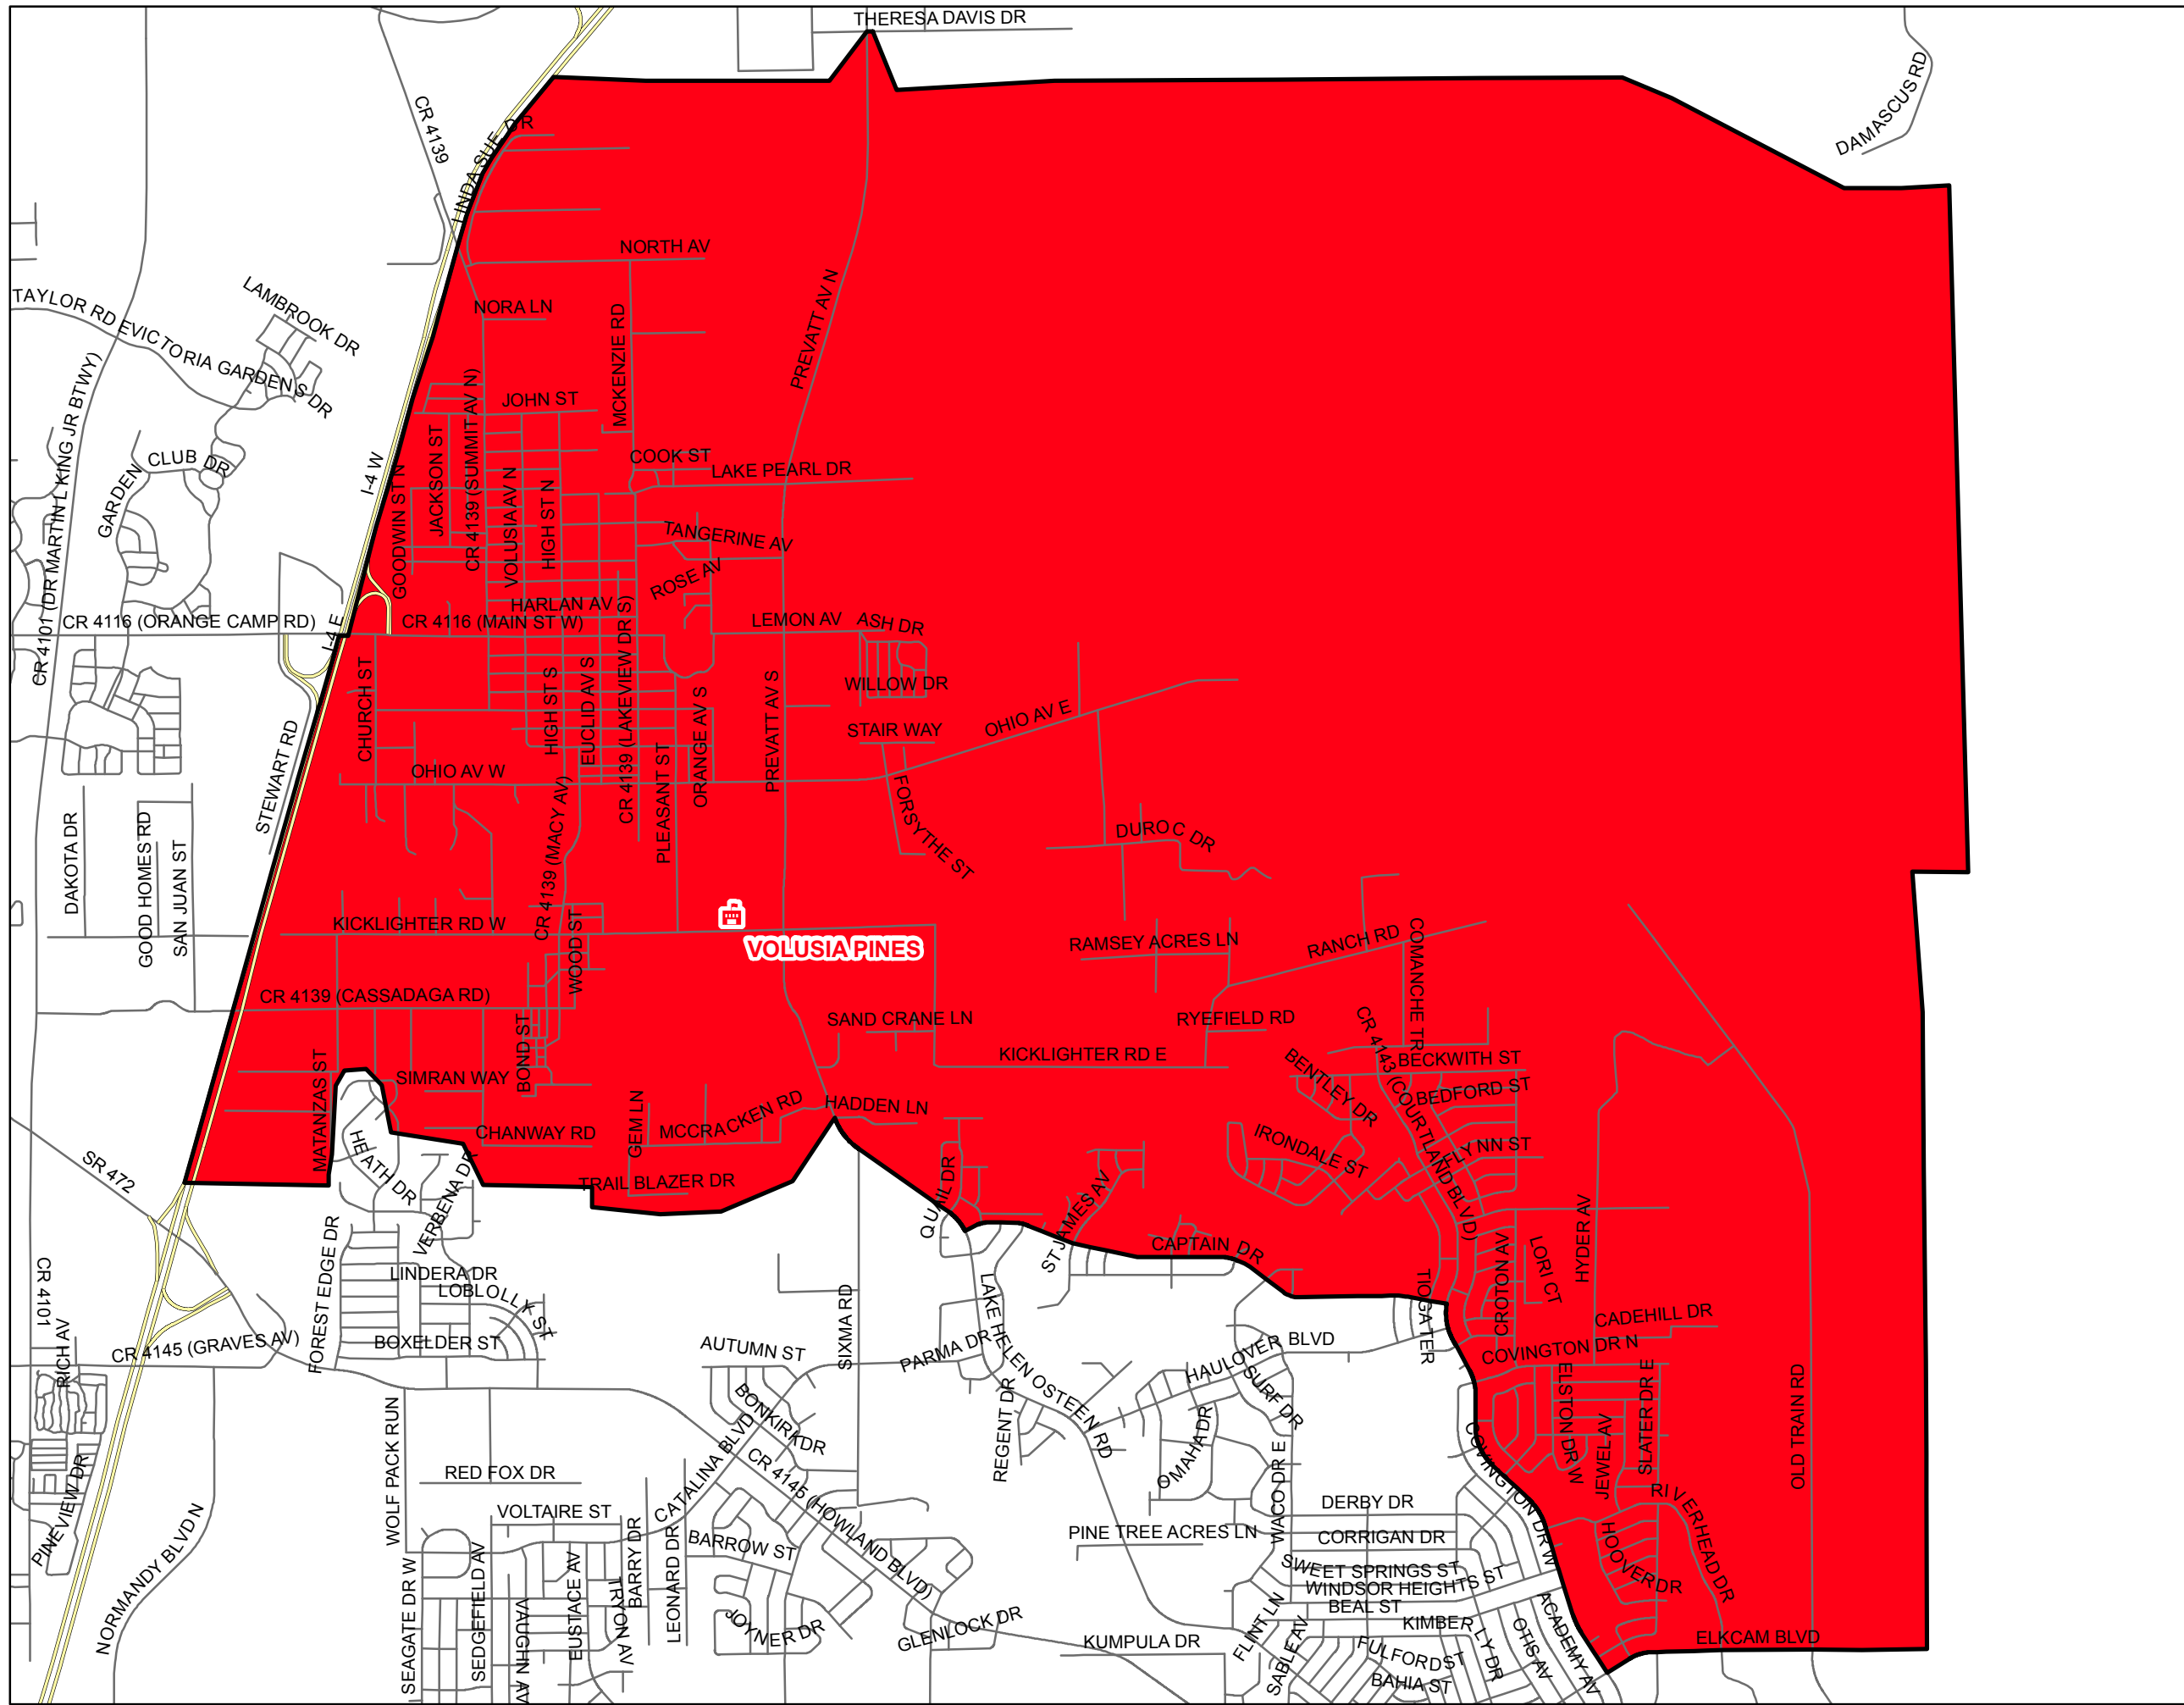 THERESA DAVIS DR
DAMASCUS RD
CR 4139
LINDA SUE DR
NORTH AV
TAYLOR RD E
VICTORIA GARDENS DR
LAMBROOK DR
NORA LN
MCKENZIE RD
PREVATT AV N
CR 4101 (DR MARTIN L KING JR BTWY)
JOHN ST
JACKSON ST
CR 4139 (SUMMIT AV N)
GARDEN CLUB DR
I-4 W
GOODWIN ST N
VOLUSIA AV N
HIGH ST N
COOK ST
LAKE PEARL DR
TANGERINE AV
ROSE AV
HARLAN AV
CR 4116 (ORANGE CAMP RD)
I-4 E
CR 4116 (MAIN ST W)
LEMON AV
ASH DR
WILLOW DR
CHURCH ST
HIGH ST S
EUCLID AV S
CR 4139 (LAKEVIEW DR S)
ORANGE AV S
PREVATT AV S
STAIR WAY
OHIO AV E
STEWART RD
OHIO AV W
PLEASANT ST
FORSYTHE ST
DUROC DR
DAKOTA DR
GOOD HOMES RD
SAN JUAN ST
CR 4139 (MACY AV)
KICKLIGHTER RD W
WOOD ST
VOLUSIA PINES
RAMSEY ACRES LN
RANCH RD
COMANCHE TR
CR 4139 (CASSADAGA RD)
BOND ST
SAND CRANE LN
RYEFIELD RD
KICKLIGHTER RD E
CR 4143 (COURTLAND BLVD)
BECKWITH ST
BENTLEY DR
BEDFORD ST
MATANZAS ST
SIMRAN WAY
GEM LN
MCCRACKEN RD
HADDEN LN
CHANWAY RD
IRONDALE ST
FLYNN ST
HEATH DR
VERBENA DR
TRAIL BLAZER DR
QUAIL DR
ST JAMES AV
CAPTAIN DR
SR 472
CR 4101
FOREST EDGE DR
LINDERA DR
LOBLOLLY ST
BOXELDER ST
TIOGA TER
CROTON AV
LORI CT
HYDER AV
CADEHILL DR
COVINGTON DR N
RICH AV
CR 4145 (GRAVES AV)
AUTUMN ST
SIXMA RD
PARMA DR
LAKE HELEN OSTEEN RD
HAULOVER BLVD
SURF DR
ELSTON DR W
JEWEL AV
SLATER DR E
OLD TRAIN RD
WOLF PACK RUN
BONKIRK DR
CATALINA BLVD
CR 4145 (HOWLAND BLVD)
REGENT DR
OMAHA DR
WACO DR E
COVINGTON DR W
RIVERHEAD DR
PINEVIEW DR
NORMANDY BLVD N
RED FOX DR
VOLTAIRE ST
BARROW ST
PINE TREE ACRES LN
DERBY DR
CORRIGAN DR
SWEET SPRINGS ST
WINDSOR HEIGHTS ST
BEAL ST
HOOVER DR
SEAGATE DR W
SEDGEFIELD AV
VAUGHN AV
EUSTACE AV
TRYON AV
BARRY DR
LEONARD DR
JOYNER DR
GLENLOCK DR
KUMPULA DR
FLINT LN
SABLE AV
KIMBERLY DR
FULFORD ST
BAHIA ST
OTIS AV
ACADEMY AV
ELKCAM BLVD